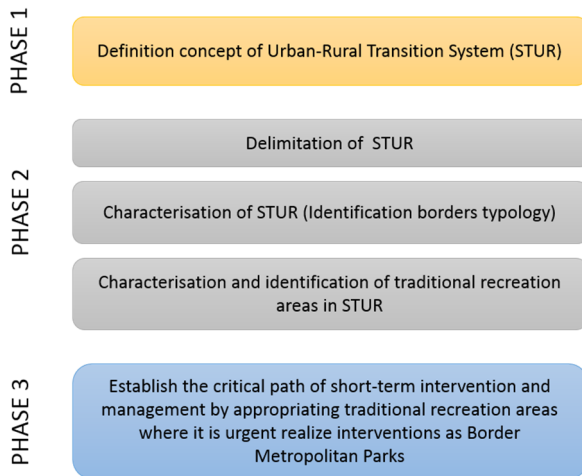 PHASE 1
Definition concept of Urban-Rural Transition System (STUR)
PHASE 2
Delimitation of STUR
Characterisation of STUR (Identification borders typology)
Characterisation and identification of traditional recreation
areas in STUR
PHASE 3
Establish the critical path of short-term intervention and
management by appropriating traditional recreation areas
where it is urgent realize interventions as Border
Metropolitan Parks